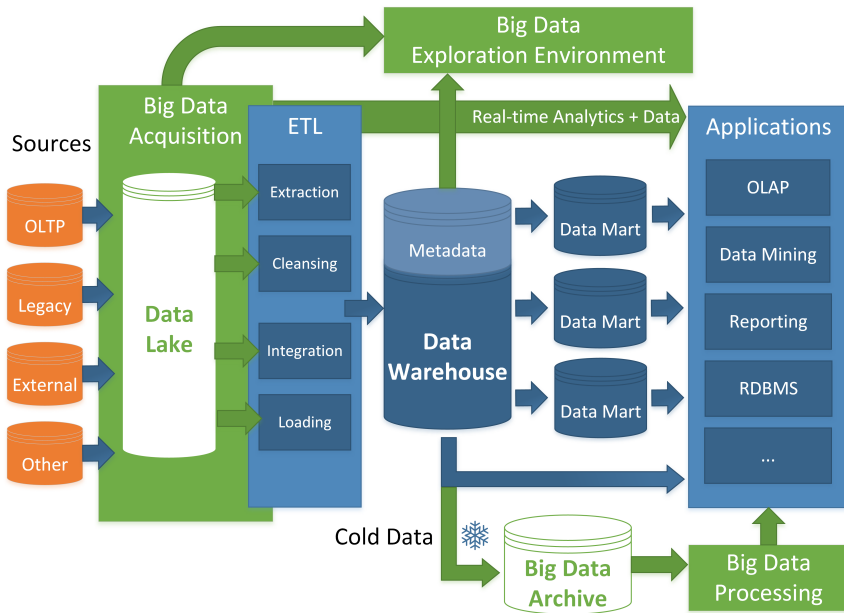 Big Data
Exploration Environment
Big Data
Acquisition
ETL
Real-time Analytics + Data
Applications
Sources
OLTP
Legacy
External
Other
Data
Lake
Extraction
Cleansing
Integration
Loading
Metadata
Data
Warehouse
Data Mart
Data Mart
Data Mart
OLAP
Data Mining
Reporting
RDBMS
...
Cold Data
Big Data
Archive
Big Data
Processing